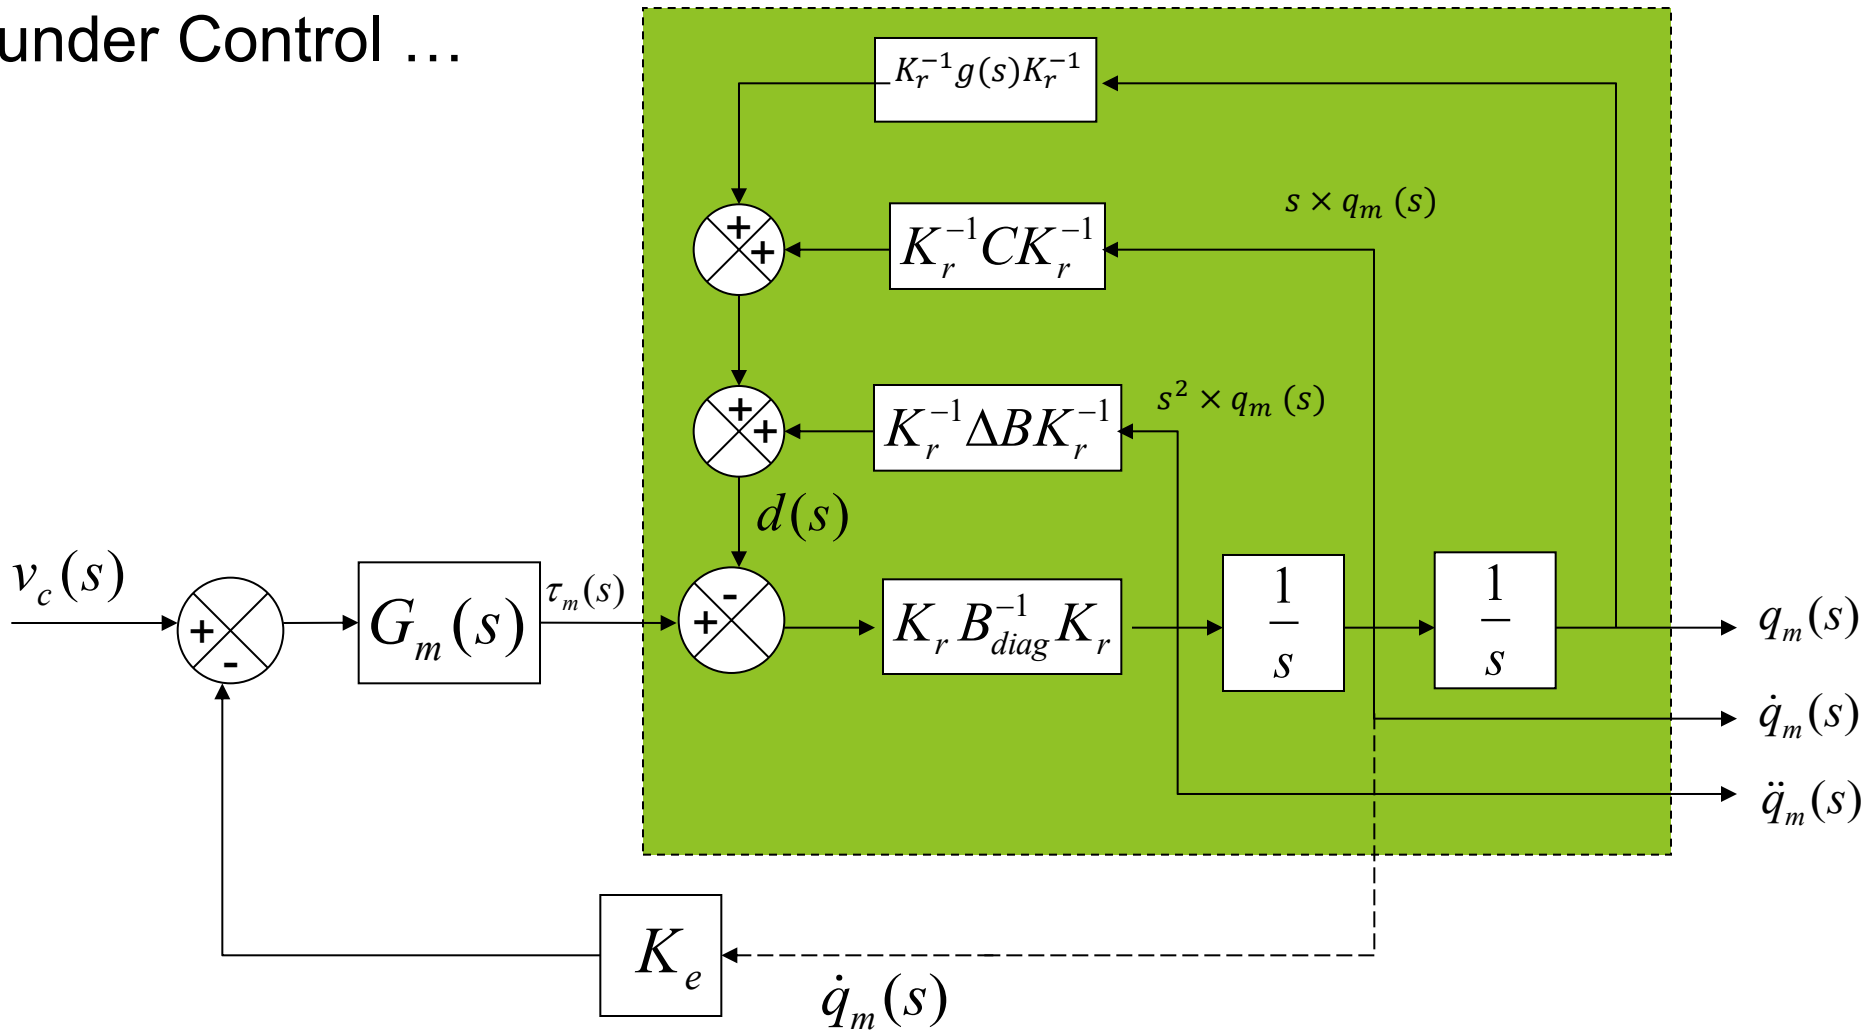 under Control …
K_r^{-1}g(s)K_r^{-1}
+
+
K_r^{-1}CK_r^{-1}
s × q_m (s)
+
+
K_r^{-1}ΔBK_r^{-1}
s^2 × q_m (s)
d(s)
v_c(s)
+
-
G_m(s)
τ_m(s)
+
-
K_r B_{diag}^{-1} K_r
1
s
1
s
q_m(s)
q̇_m(s)
q̈_m(s)
K_e
q̇_m(s)